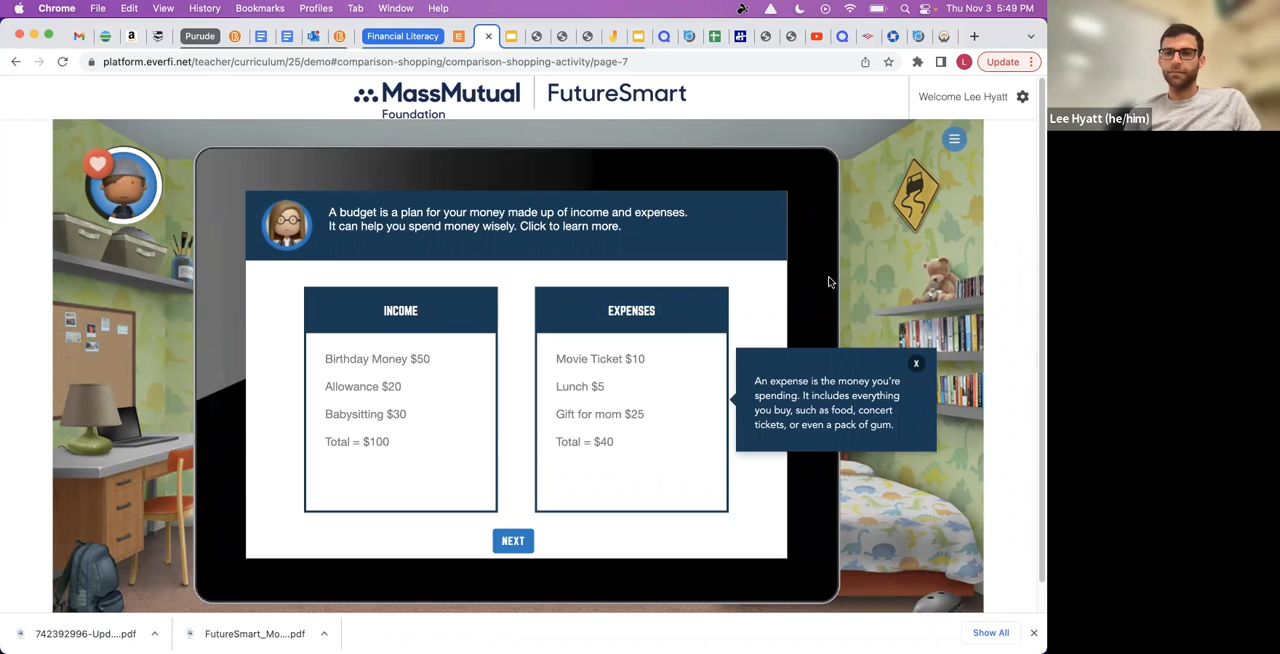 Chrome File Edit View History Bookmarks Profiles Tab Window Help
Thu Nov 3 5:49 PM
Purude
Financial Literacy
platform.everfi.net/teacher/curriculum/25/demo#comparison-shopping/comparison-shopping-activity/page-7
L
Update
MassMutual
Foundation
FutureSmart
Welcome Lee Hyatt
Lee Hyatt (he/him)
A budget is a plan for your money made up of income and expenses.
It can help you spend money wisely. Click to learn more.
INCOME
Birthday Money $50
Allowance $20
Babysitting $30
Total = $100
EXPENSES
Movie Ticket $10
Lunch $5
Gift for mom $25
Total = $40
X
An expense is the money you're
spending. It includes everything
you buy, such as food, concert
tickets, or even a pack of gum.
NEXT
742392996-Upd....pdf
FutureSmart_Mo....pdf
Show All